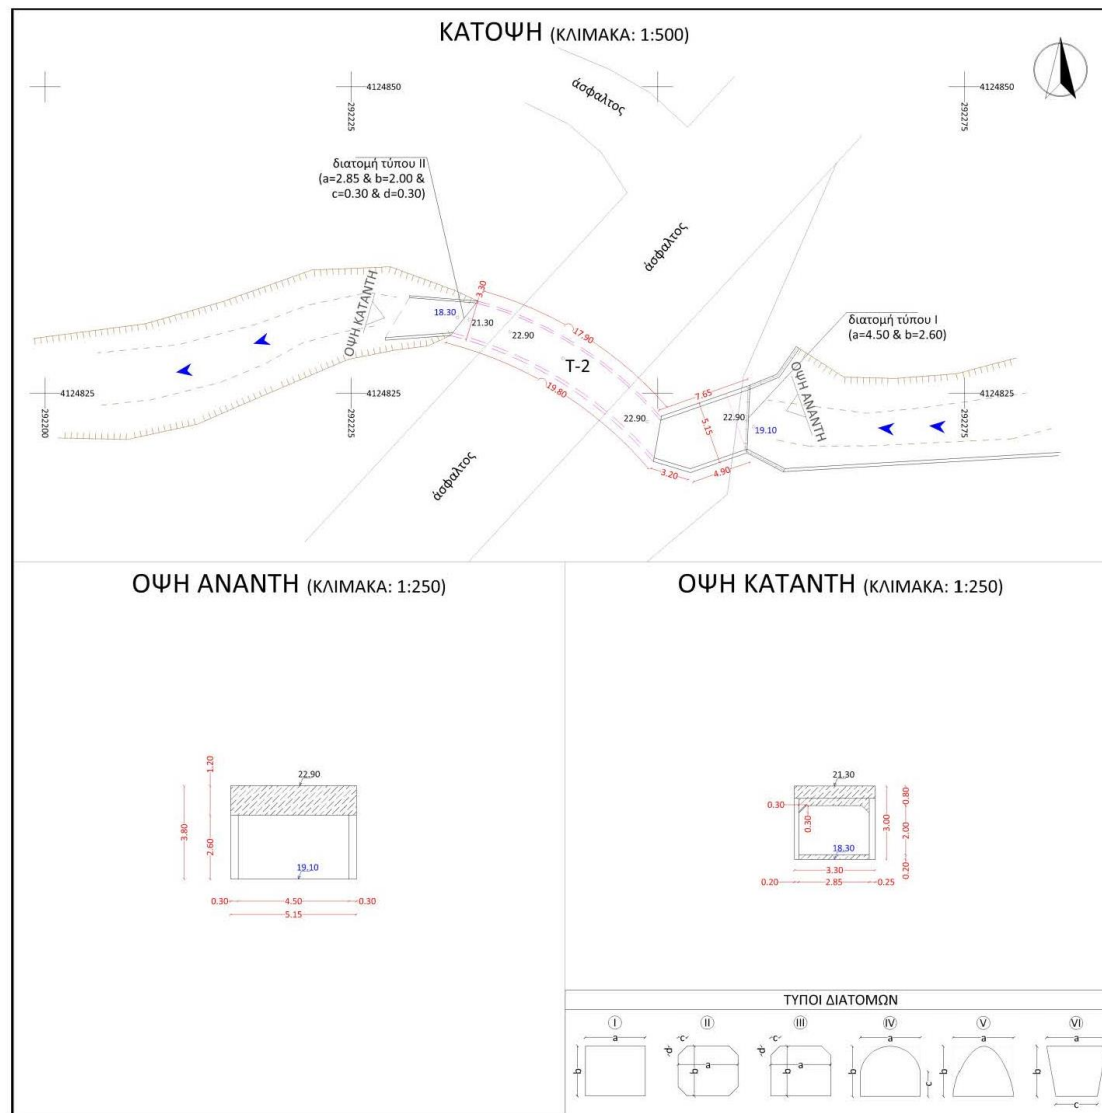 ΚΑΤΟΨΗ (ΚΛΙΜΑΚΑ: 1:500)
4124850
4124850
292225
292275
άσφαλτος
διατομή τύπου II
(a=2.85 & b=2.00 &
c=0.30 & d=0.30)
άσφαλτος
ΟΨΗ ΚΑΤΑΝΤΗ
3.30
18.30
21.30
22.90
17.90
διατομή τύπου I
(a=4.50 & b=2.60)
T-2
ΟΨΗ ΑΝΑΝΤΗ
4124825
4124825
292200
292225
292275
19.80
7.65
22.90
22.90
5.15
19.10
άσφαλτος
3.20
4.90
ΟΨΗ ΑΝΑΝΤΗ (ΚΛΙΜΑΚΑ: 1:250)
1.20
22.90
3.80
2.60
19.10
0.30
4.50
0.30
5.15
ΟΨΗ ΚΑΤΑΝΤΗ (ΚΛΙΜΑΚΑ: 1:250)
21.30
0.80
0.30
0.30
3.00
2.00
18.30
0.20
3.30
0.20
2.85
0.25
ΤΥΠΟΙ ΔΙΑΤΟΜΩΝ
I
II
III
IV
V
VI
a
b
c
d
a
b
c
d
a
b
a
b
c
a
b
a
b
c